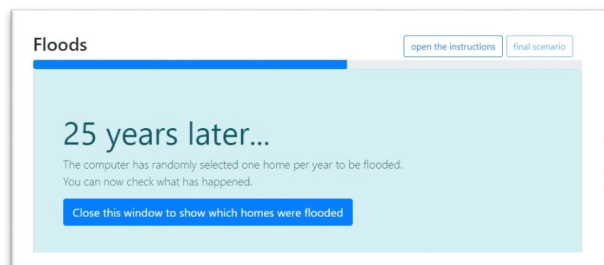 Floods
open the instructions
final scenario
25 years later...
The computer has randomly selected one home per year to be flooded.
You can now check what has happened.
Close this window to show which homes were flooded